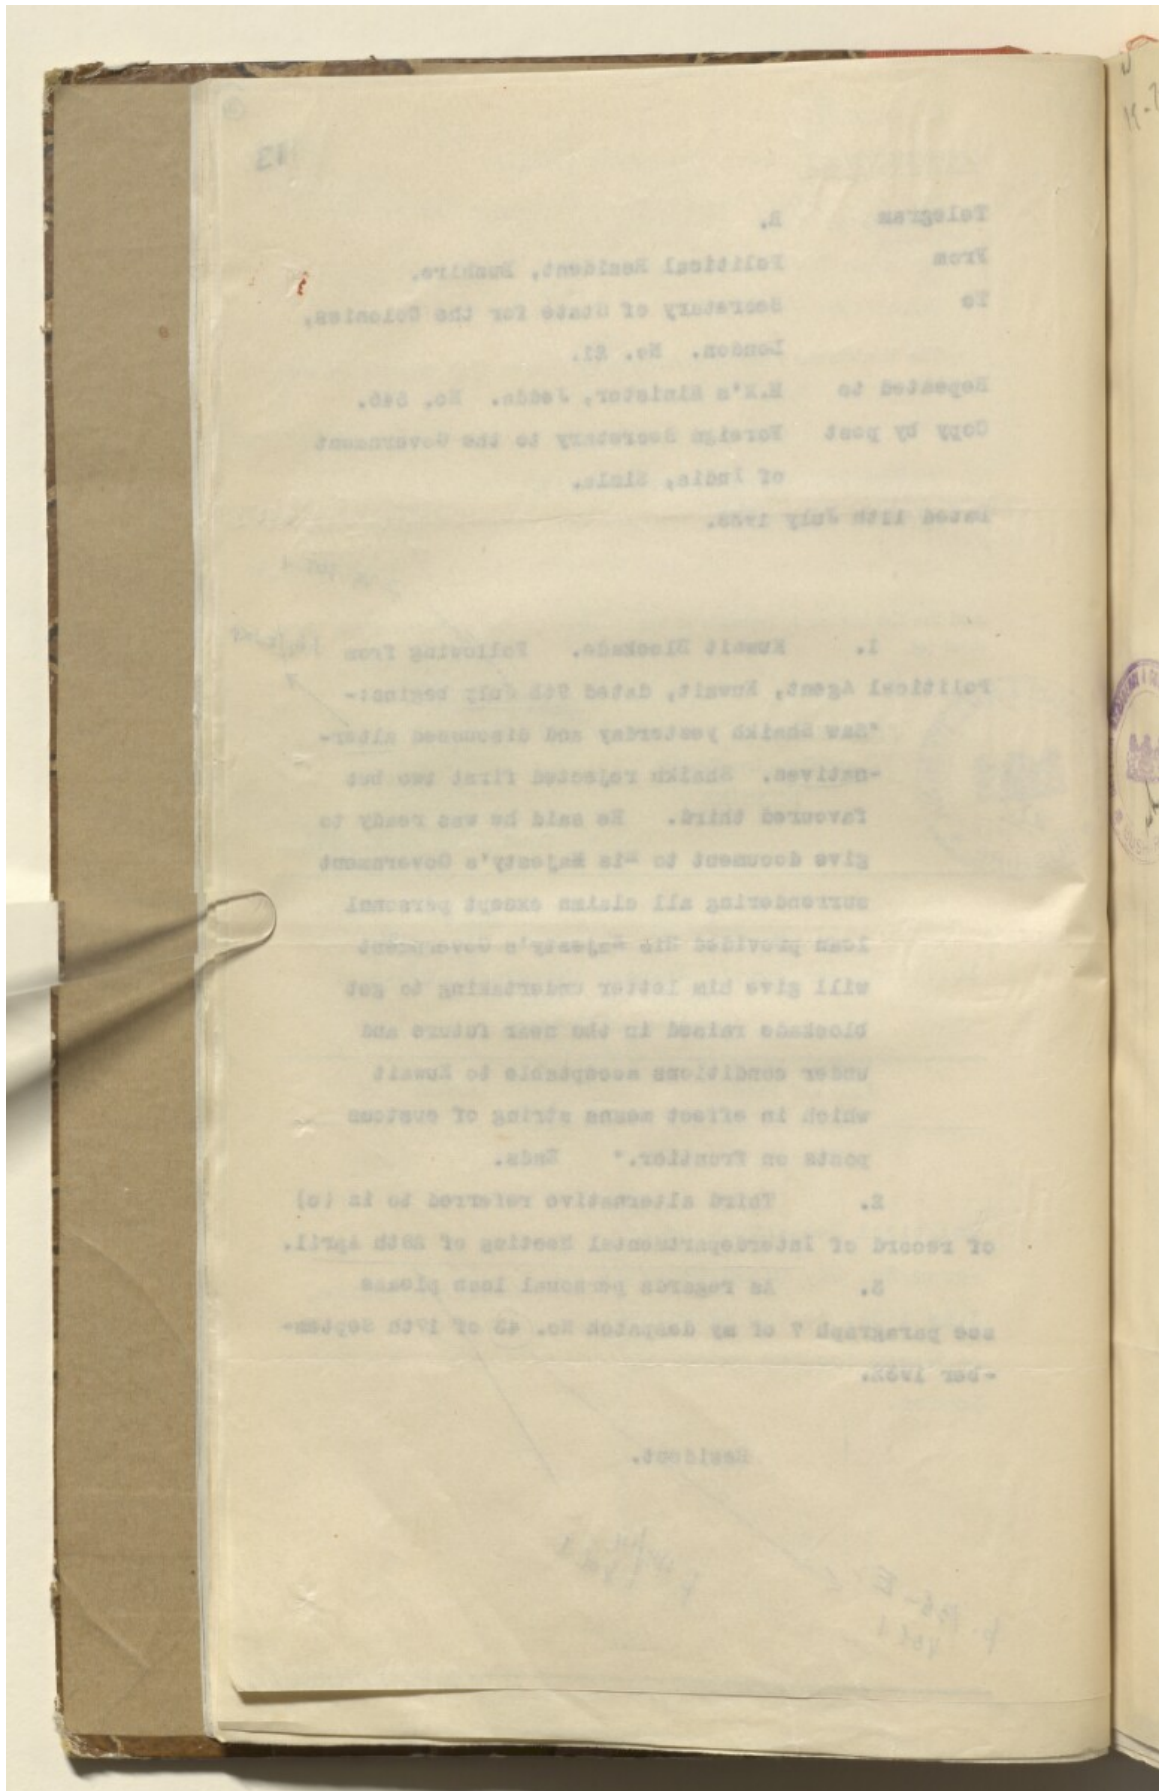 13
Telegram R.
From Political Resident, Bushire.
To Secretary of State for the Colonies,
London. No. 21.
Repeated to H.M's Minister, Jedda. No.
Copy by post Foreign Secretary to the Government
of India, Simla.
Dated 11th July
1. Kuwait Blockade. Following from
Political Agent, Kuwait, dated 9th July begins:-
"Saw Shaikh yesterday and discussed alter-
-natives. Shaikh rejected first two but
favoured third. He said he was ready to
give document to His Majesty's Government
surrendering all claims except personal
loan provided His Majesty's Government
will give him letter undertaking to get
blockade raised in the near future and
under conditions acceptable to Kuwait
which in effect means string of customs
posts on Frontier." Ends.
2. Third alternative referred to is (c)
of record of Interdepartmental Meeting of 28th April.
3. As regards personal loan please
see paragraph 7 of my despatch No. 43 of 17th Septem-
-ber 1932.
Resident.